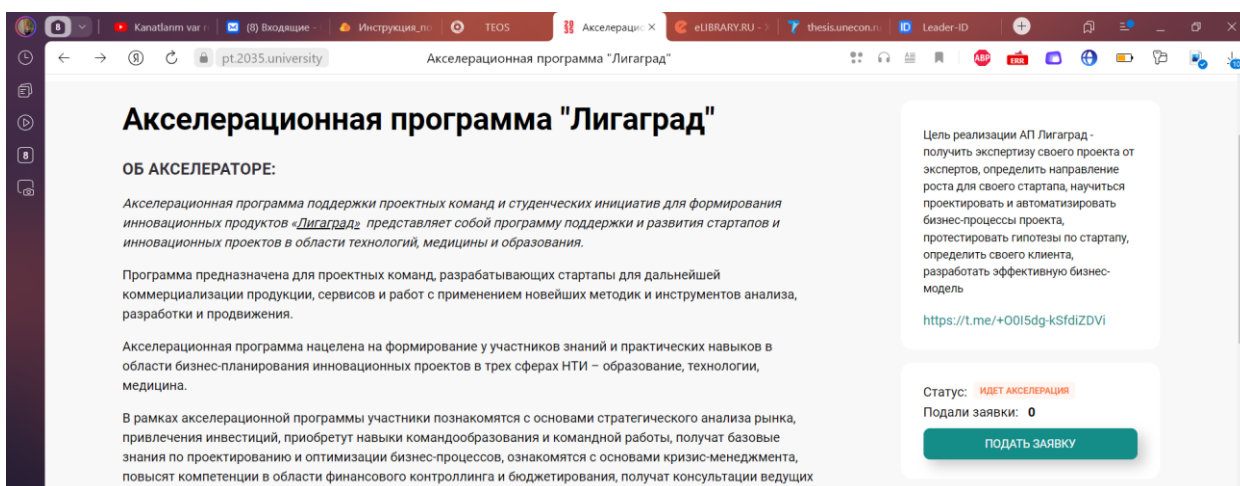 8
Kanatlarım var r
(8) Входящие -
Инструкция_по
TEOS
Акселерацис
eLIBRARY.RU -
thesis.unecon.ru
Leader-ID
pt.2035.university
Акселерационная программа "Лигаград"
ABP
ERR
10
8
Акселерационная программа "Лигаград"
ОБ АКСЕЛЕРАТОРЕ:
Акселерационная программа поддержки проектных команд и студенческих инициатив для формирования
инновационных продуктов «Лигаград» представляет собой программу поддержки и развития стартапов и
инновационных проектов в области технологий, медицины и образования.
Программа предназначена для проектных команд, разрабатывающих стартапы для дальнейшей
коммерциализации продукции, сервисов и работ с применением новейших методик и инструментов анализа,
разработки и продвижения.
Акселерационная программа нацелена на формирование у участников знаний и практических навыков в
области бизнес-планирования инновационных проектов в трех сферах НТИ – образование, технологии,
медицина.
В рамках акселерационной программы участники познакомятся с основами стратегического анализа рынка,
привлечения инвестиций, приобретут навыки командообразования и командной работы, получат базовые
знания по проектированию и оптимизации бизнес-процессов, ознакомятся с основами кризис-менеджмента,
повысят компетенции в области финансового контроллинга и бюджетирования, получат консультации ведущих
Цель реализации АП Лигаград -
получить экспертизу своего проекта от
экспертов, определить направление
роста для своего стартапа, научиться
проектировать и автоматизировать
бизнес-процессы проекта,
протестировать гипотезы по стартапу,
определить своего клиента,
разработать эффективную бизнес-
модель
https://t.me/+O0I5dg-kSfdiZDVi
Статус: ИДЕТ АКСЕЛЕРАЦИЯ
Подали заявки: 0
ПОДАТЬ ЗАЯВКУ